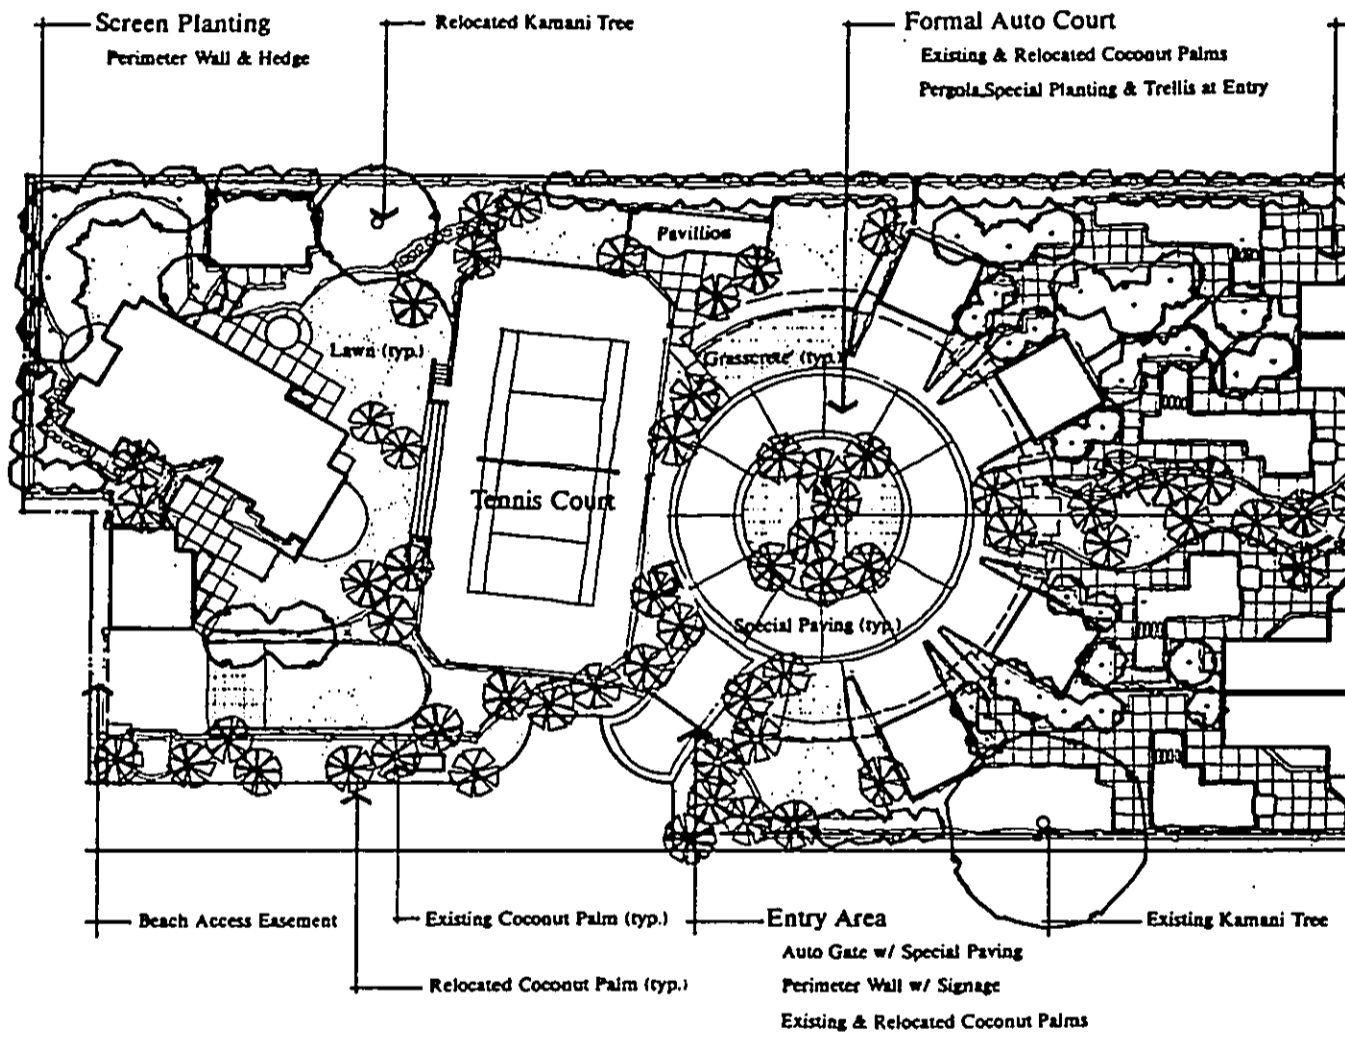 Screen Planting
Perimeter Wall & Hedge
Relocated Kamani Tree
Formal Auto Court
Existing & Relocated Coconut Palms
Pergola,Special Planting & Trellis at Entry
Pavillion
Lawn (typ.)
Grasscrete (typ.)
Tennis Court
Special Paving (typ.)
Beach Access Easement
Existing Coconut Palm (typ.)
Relocated Coconut Palm (typ.)
Entry Area
Auto Gate w/ Special Paving
Perimeter Wall w/ Signage
Existing & Relocated Coconut Palms
Existing Kamani Tree